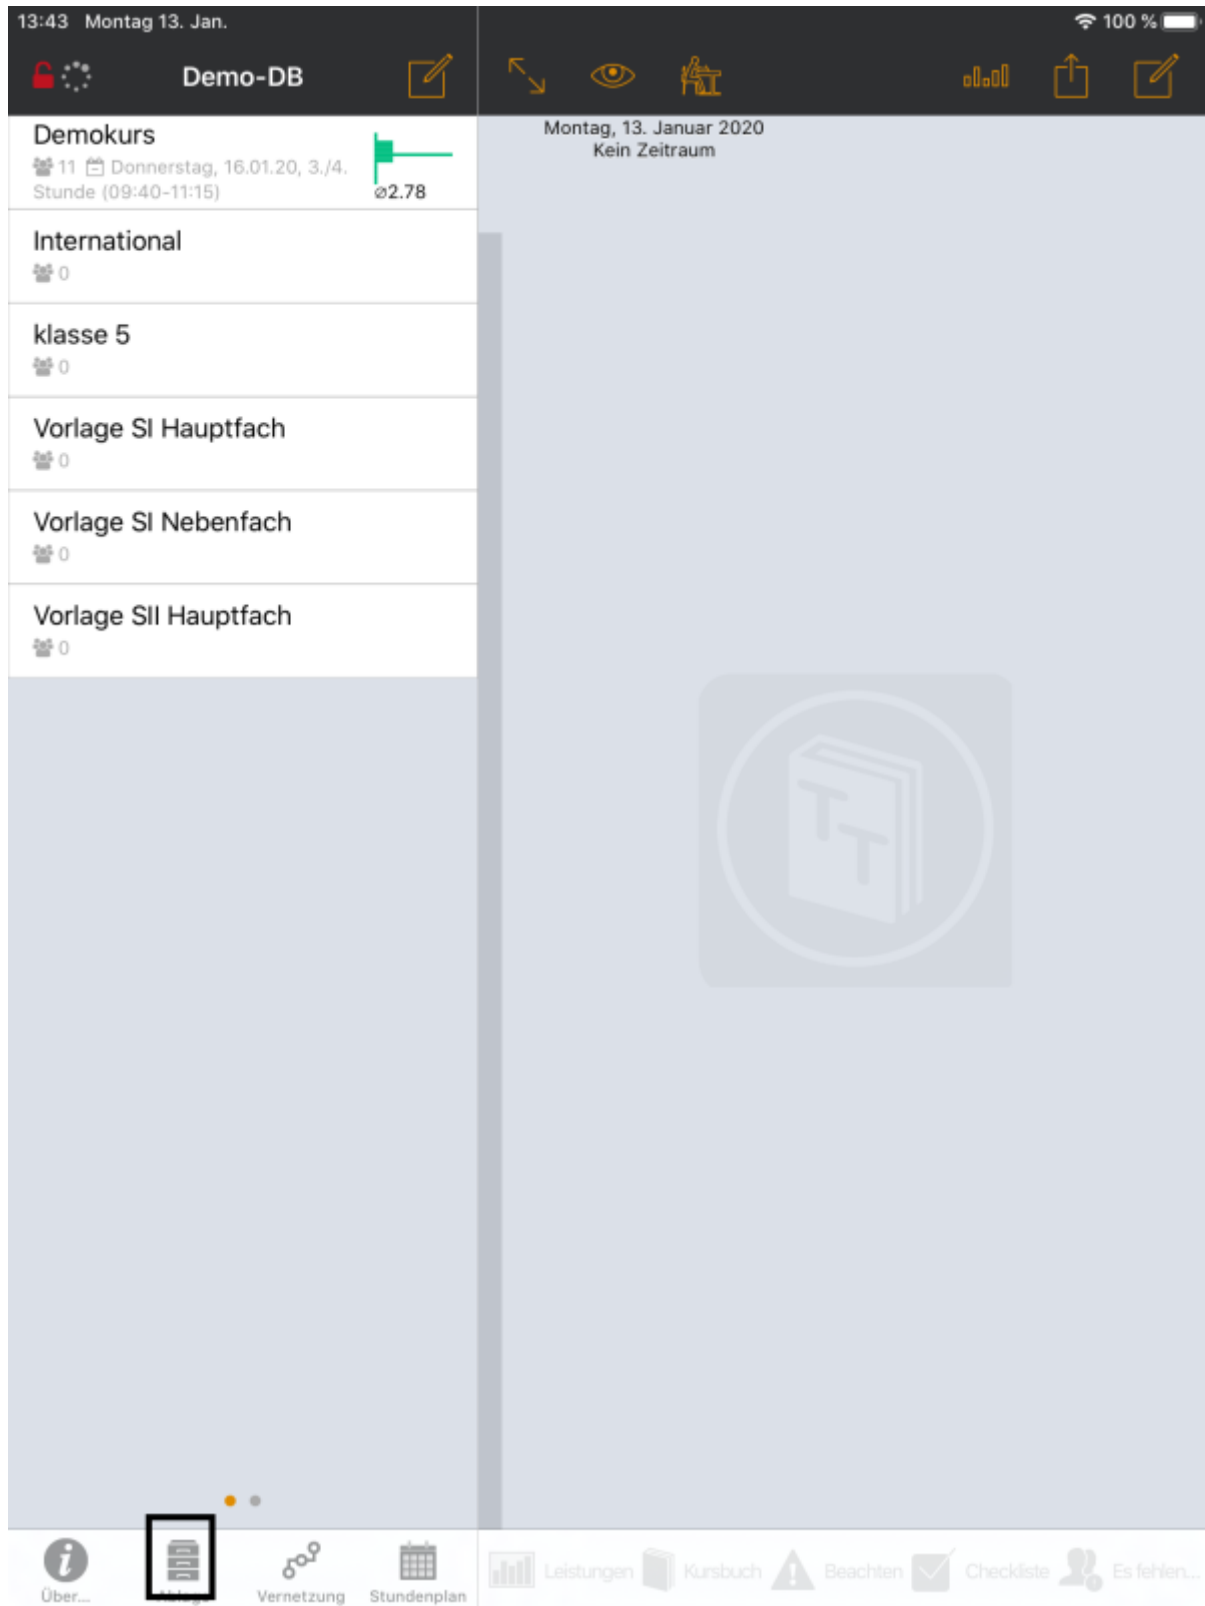 13:43 Montag 13. Jan.
100 %
Demo-DB
Demokurs
11 Donnerstag, 16.01.20, 3./4.
Stunde (09:40-11:15)
⌀2.78
International
0
klasse 5
0
Vorlage SI Hauptfach
0
Vorlage SI Nebenfach
0
Vorlage SII Hauptfach
0
Montag, 13. Januar 2020
Kein Zeitraum
TT
Über...
Ablage
Vernetzung
Stundenplan
Leistungen
Kursbuch
Beachten
Checkliste
Es fehlen...